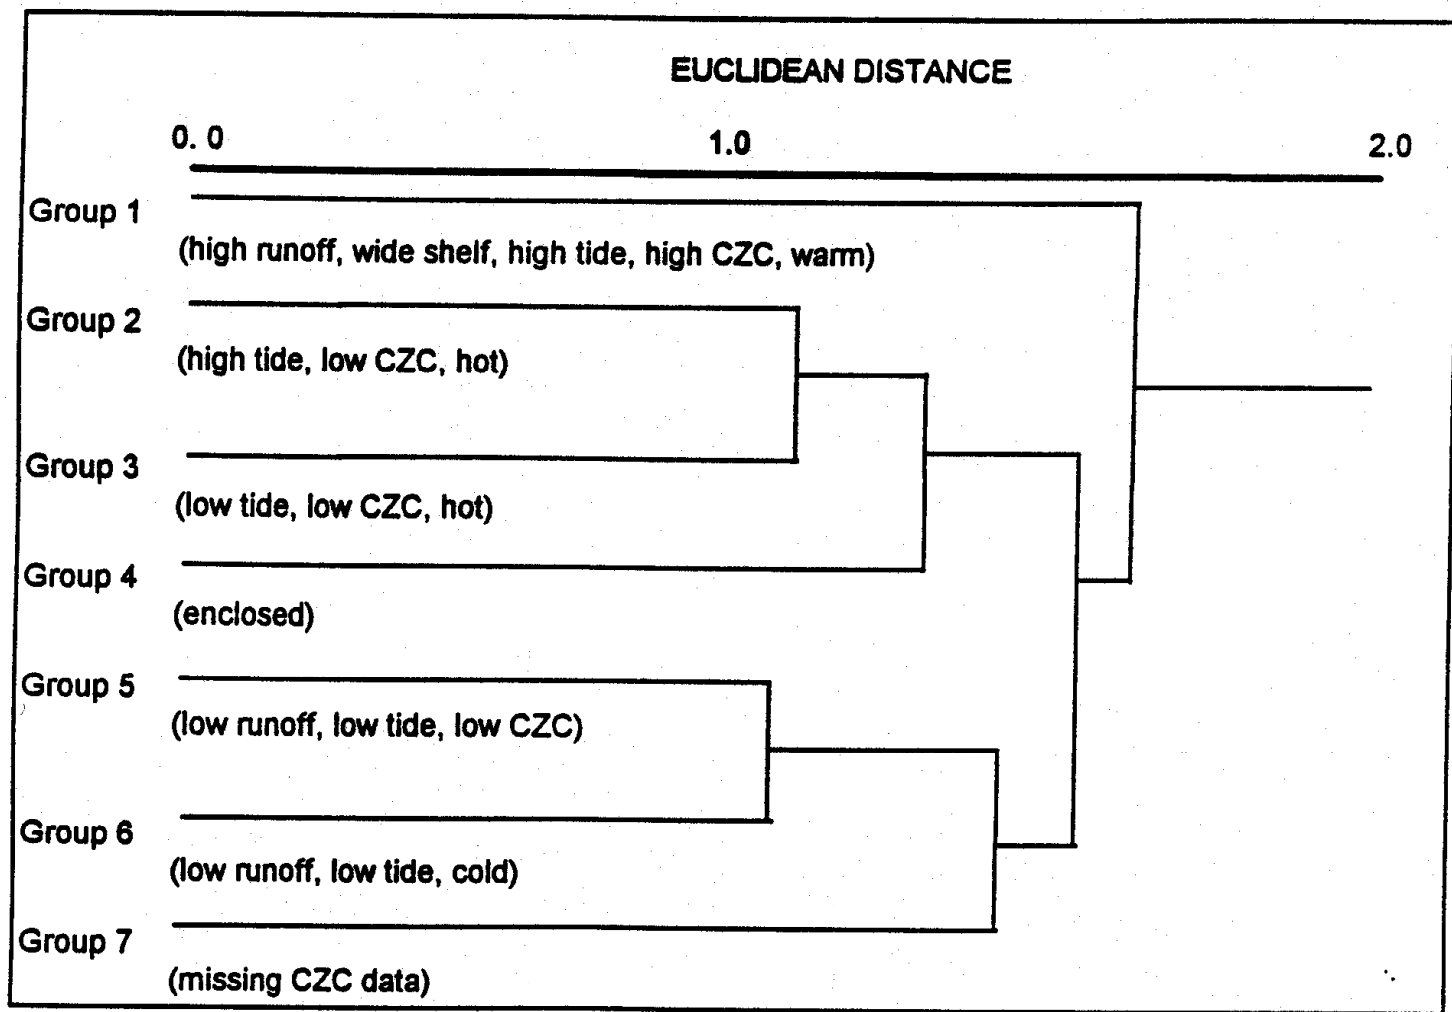 EUCLIDEAN DISTANCE
0. 0 1.0 2.0
Group 1
(high runoff, wide shelf, high tide, high CZC, warm)
Group 2
(high tide, low CZC, hot)
Group 3
(low tide, low CZC, hot)
Group 4
(enclosed)
Group 5
(low runoff, low tide, low CZC)
Group 6
(low runoff, low tide, cold)
Group 7
(missing CZC data)